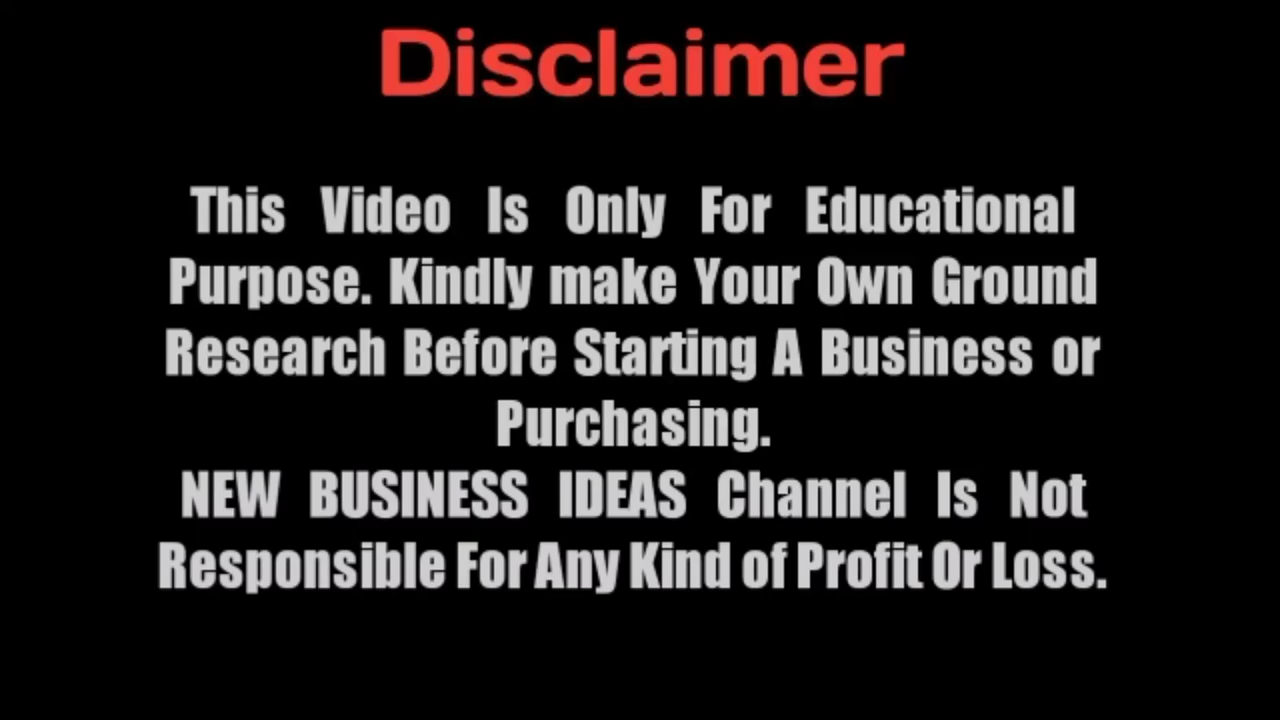 Disclaimer
This Video Is Only For Educational
Purpose. Kindly make Your Own Ground
Research Before Starting A Business or
Purchasing.
NEW BUSINESS IDEAS Channel Is Not
Responsible For Any Kind of Profit Or Loss.